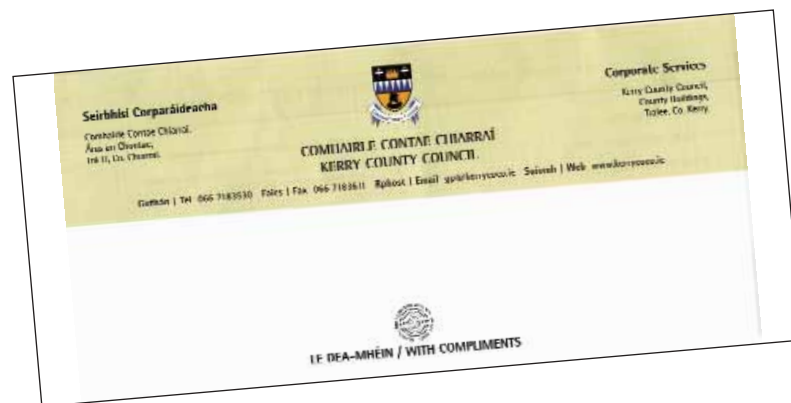 Seirbhísí Corparáideacha
Comhairle Contae Chiarraí,
Áras an Chontae,
Trá Lí, Co. Chiarraí.
COMHAIRLE CONTAE CHIARRAÍ
KERRY COUNTY COUNCIL
Corporate Services
Kerry County Council,
County Buildings,
Tralee, Co. Kerry.
Guthán | Tel 066 7183530 Faics | Fax 066 7183611 Rphost | Email Suíomh | Web www.kerrycoco.ie
LE DEA-MHÉIN / WITH COMPLIMENTS